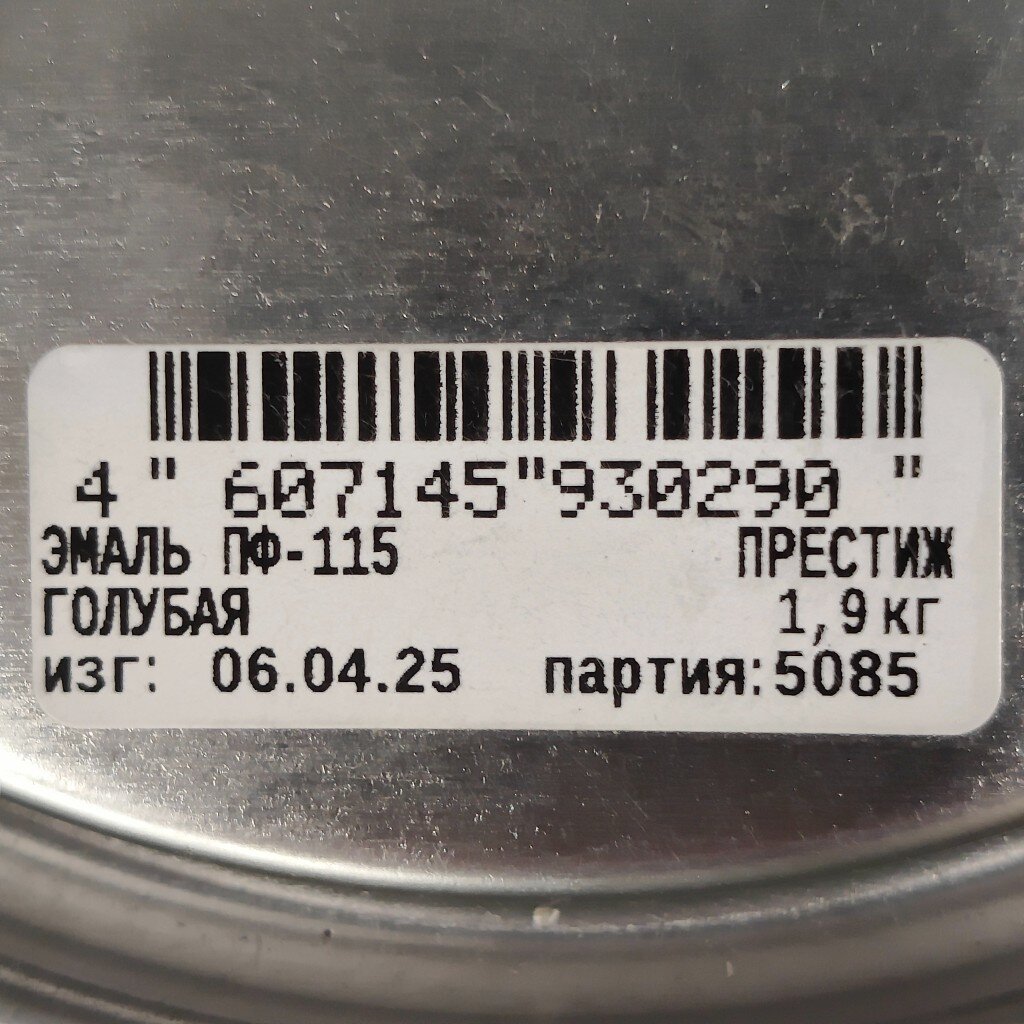 4 " 607145"930290 "
ЭМАЛЬ ПФ-115 ПРЕСТИЖ
ГОЛУБАЯ 1,9 кг
изг: 06.04.25 партия:5085